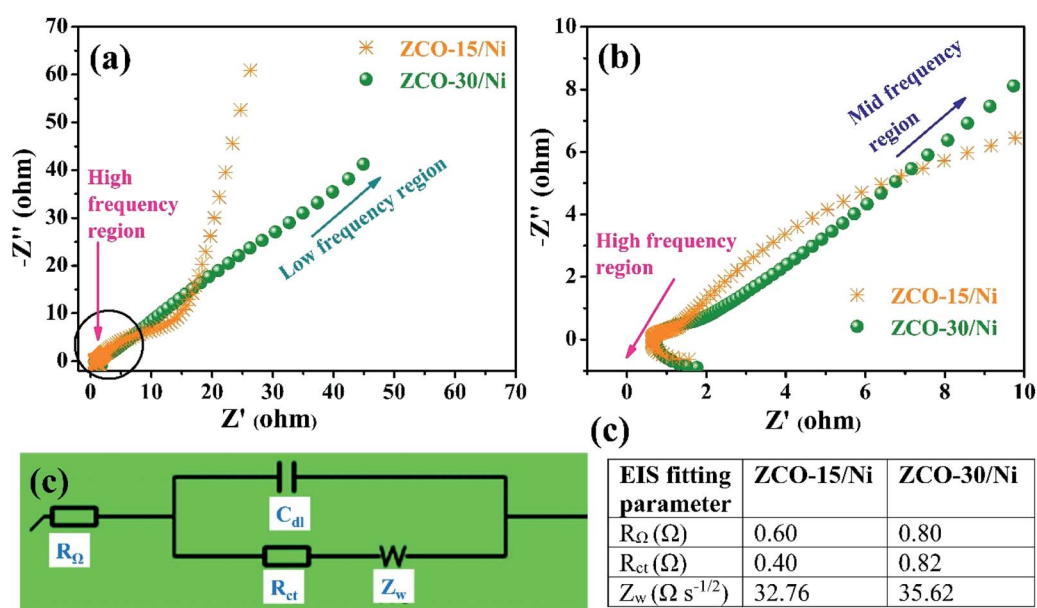 (a)
ZCO-15/Ni
ZCO-30/Ni
High
frequency
region
Low frequency region
-Z'' (ohm)
70
60
50
40
30
20
10
0
0 10 20 30 40 50 60 70
Z' (ohm)
(b)
Mid frequency
region
High frequency
region
ZCO-15/Ni
ZCO-30/Ni
-Z'' (ohm)
8
6
4
2
0
0 2 4 6 8 10
Z' (ohm)
(c)
C_dl
R_Ω
R_ct
Z_w
(c)
EIS fitting parameter ZCO-15/Ni ZCO-30/Ni
R_Ω (Ω) 0.60 0.80
R_ct (Ω) 0.40 0.82
Z_w (Ω s^-1/2) 32.76 35.62